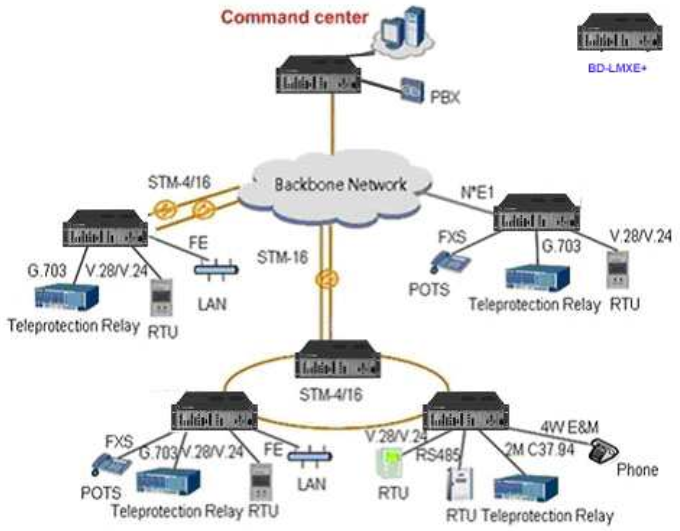 Command center
BD-LMXE+
PBX
STM-4/16
Backbone Network
N*E1
FE
STM-16
FXS
V.28/V.24
G.703
G.703
V.28/V.24
LAN
POTS
Teleprotection Relay
RTU
Teleprotection Relay
RTU
STM-4/16
4W E&M
V.28/V.24
FXS
G.703
V.28/V.24
FE
RS485
2M C37.94
Phone
POTS
LAN
RTU
Teleprotection Relay
RTU
RTU
Teleprotection Relay